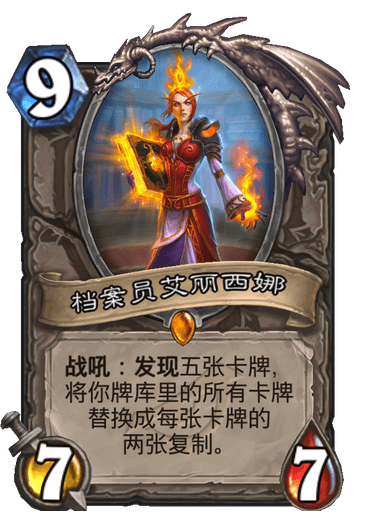 9
档案员艾丽西娜
战吼：发现五张卡牌，
将你牌库里的所有卡牌
替换成每张卡牌的
两张复制。
7
7